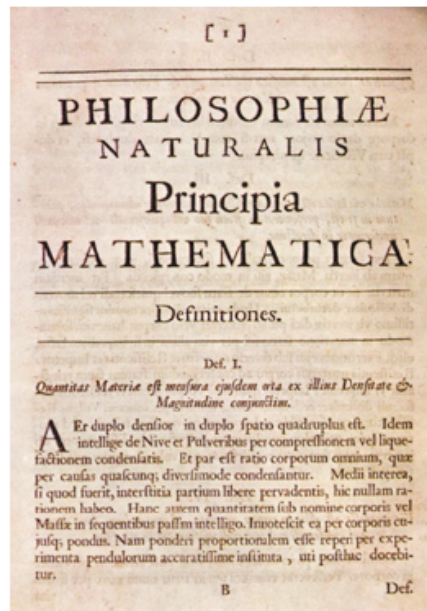 [ 1 ]
PHILOSOPHIÆ
NATURALIS
Principia
MATHEMATICA.
Definitiones.
Def. I.
Quantitas Materiæ est mensura ejusdem orta ex illius Densitate &
Magnitudine conjunctim.
AEr duplo densior in duplo spatio quadruplus est. Idem
intellige de Nive et Pulveribus per compressionem vel lique-
factionem condensatis. Et par est ratio corporum omnium, quæ
per causas quascunq; diversimode condensantur. Medii interea,
si quod fuerit, interstitia partium libere pervadentis, hic nullam ra-
tionem habeo. Hanc autem quantitatem sub nomine corporis vel
Massæ in sequentibus passim intelligo. Innotescit ea per corporis cu-
jusq; pondus. Nam ponderi proportionalem esse reperi per expe-
rimenta pendulorum accuratissime instituta, uti posthac docebi-
tur.
B Def.